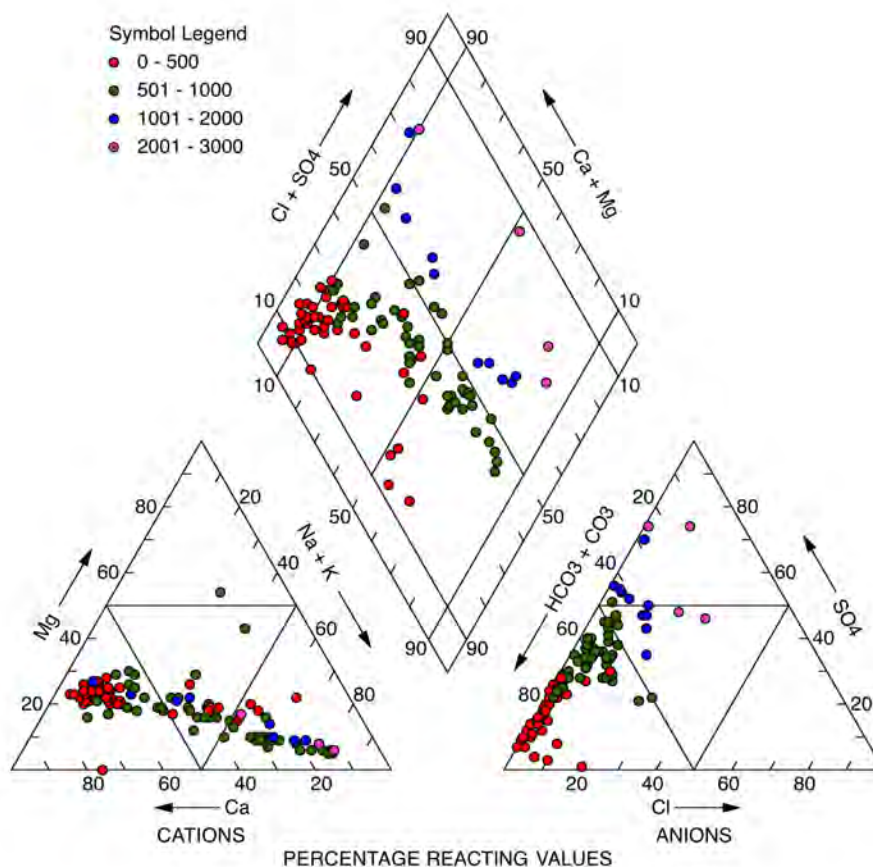 Symbol Legend
0 - 500
501 - 1000
1001 - 2000
2001 - 3000
90 90
Cl + SO4
Ca + Mg
50 50
10 10
10 10
50 50
90 90
Mg
Na + K
80 20
60 40
40 60
20 80
80 60 40 20
Ca
CATIONS
HCO3 + CO3
SO4
20 80
40 60
60 40
80 20
20 40 60 80
Cl
ANIONS
PERCENTAGE REACTING VALUES